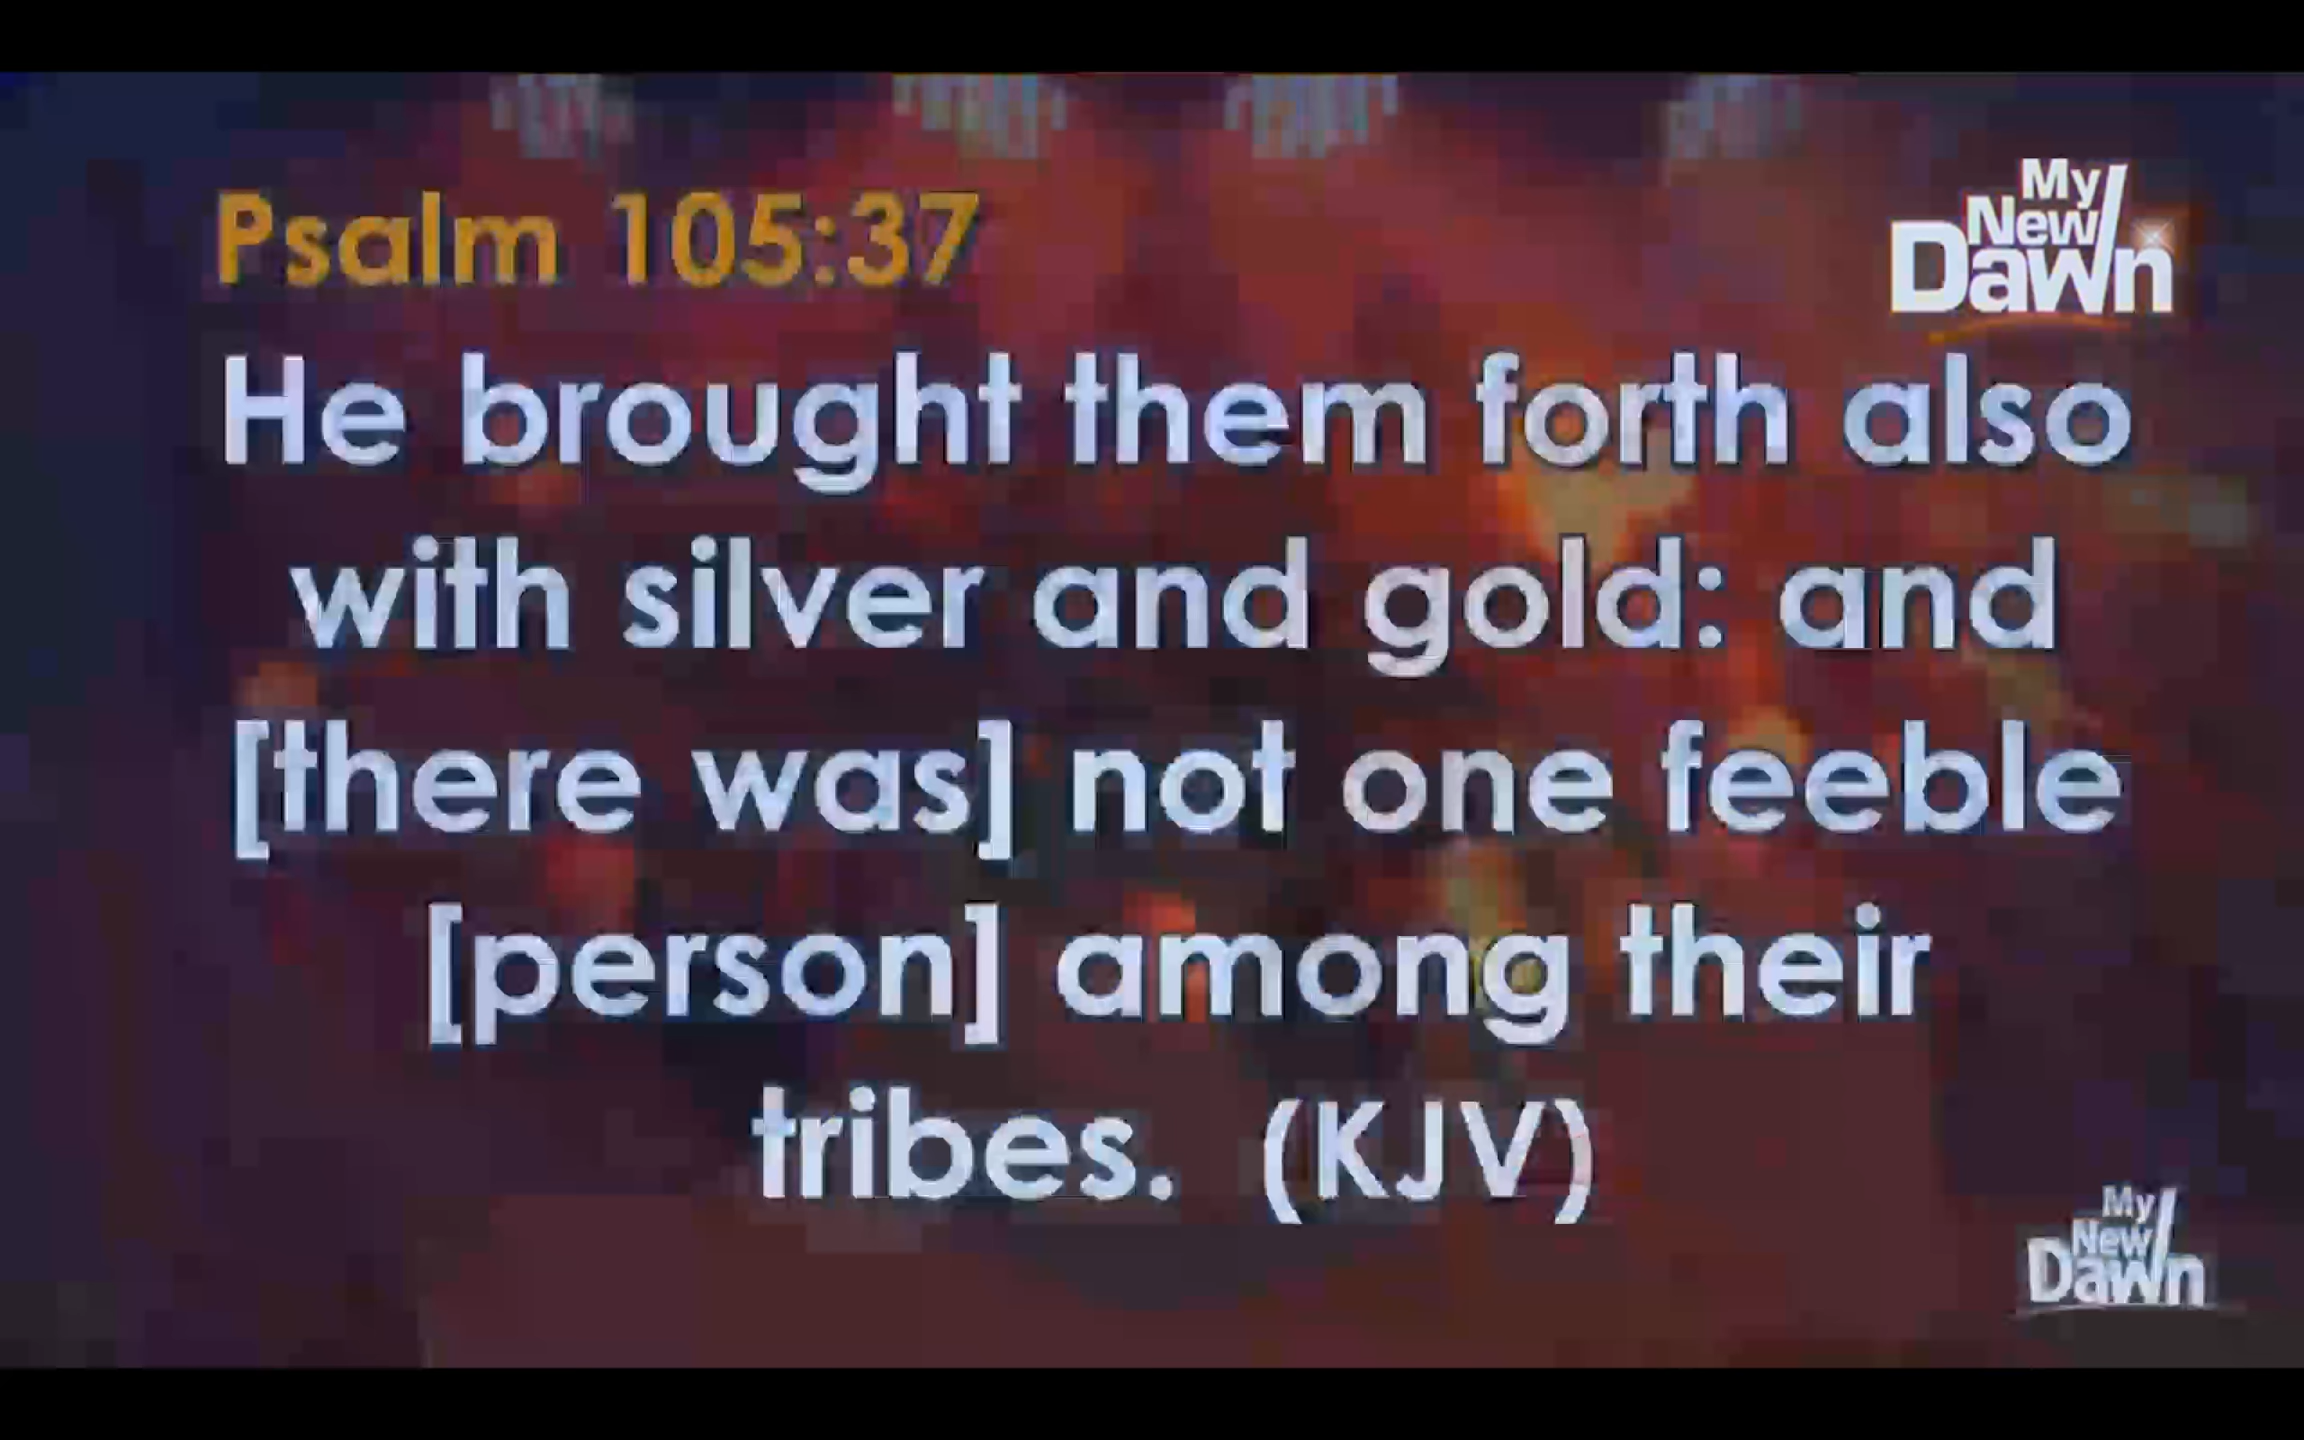 Psalm 105:37
My
New
Dawn
He brought them forth also
with silver and gold: and
[there was] not one feeble
[person] among their
tribes. (KJV)
My
New
Dawn